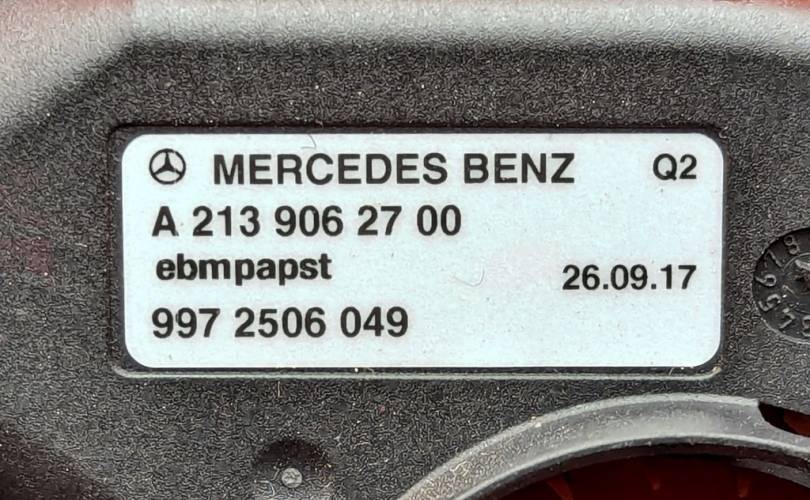 MERCEDES BENZ Q2
A 213 906 27 00
ebmpapst 26.09.17
997 2506 049